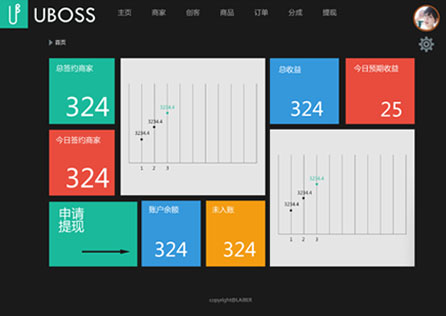 UBOSS
主页 商家 创客 商品 订单 分成 提现
首页
总签约商家
324
今日签约商家
324
3234.4
3234.4
3234.4
1 2 3
总收益
324
今日预期收益
25
申请
提现
账户余额
324
未入账
324
3234.4
3234.4
3234.4
1 2 3
copyright@LAIBER